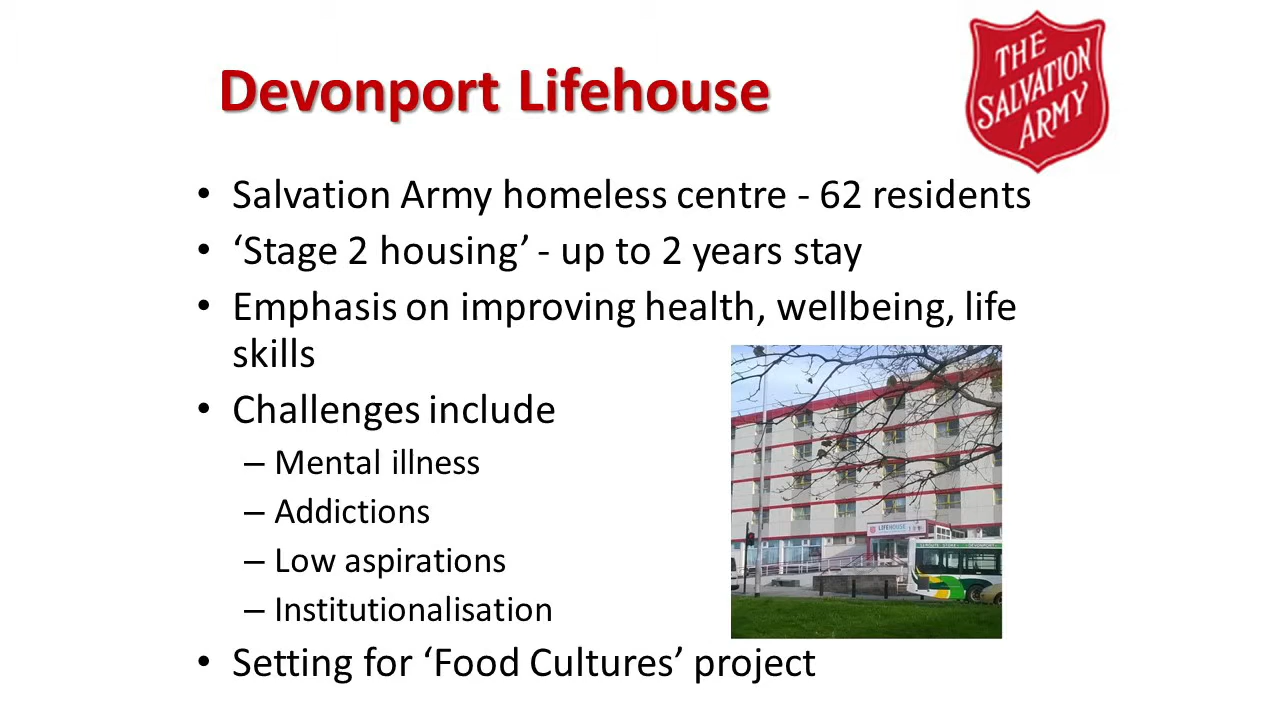 Devonport Lifehouse
THE
SALVATION
ARMY
• Salvation Army homeless centre - 62 residents
• ‘Stage 2 housing’ - up to 2 years stay
• Emphasis on improving health, wellbeing, life
skills
• Challenges include
– Mental illness
– Addictions
– Low aspirations
– Institutionalisation
LIFEHOUSE
• Setting for ‘Food Cultures’ project